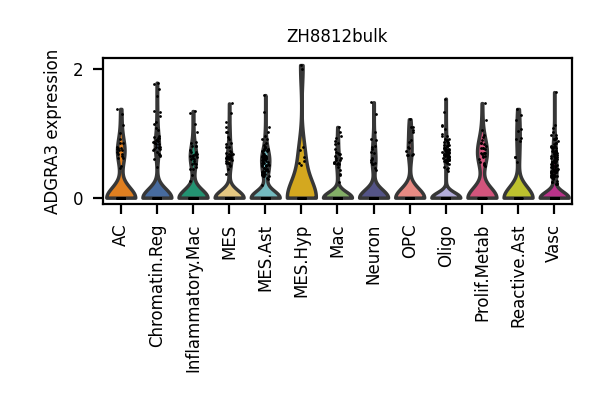 ZH8812bulk
ADGRA3 expression
2
0
AC
Chromatin.Reg
Inflammatory.Mac
MES
MES.Ast
MES.Hyp
Mac
Neuron
OPC
Oligo
Prolif.Metab
Reactive.Ast
Vasc